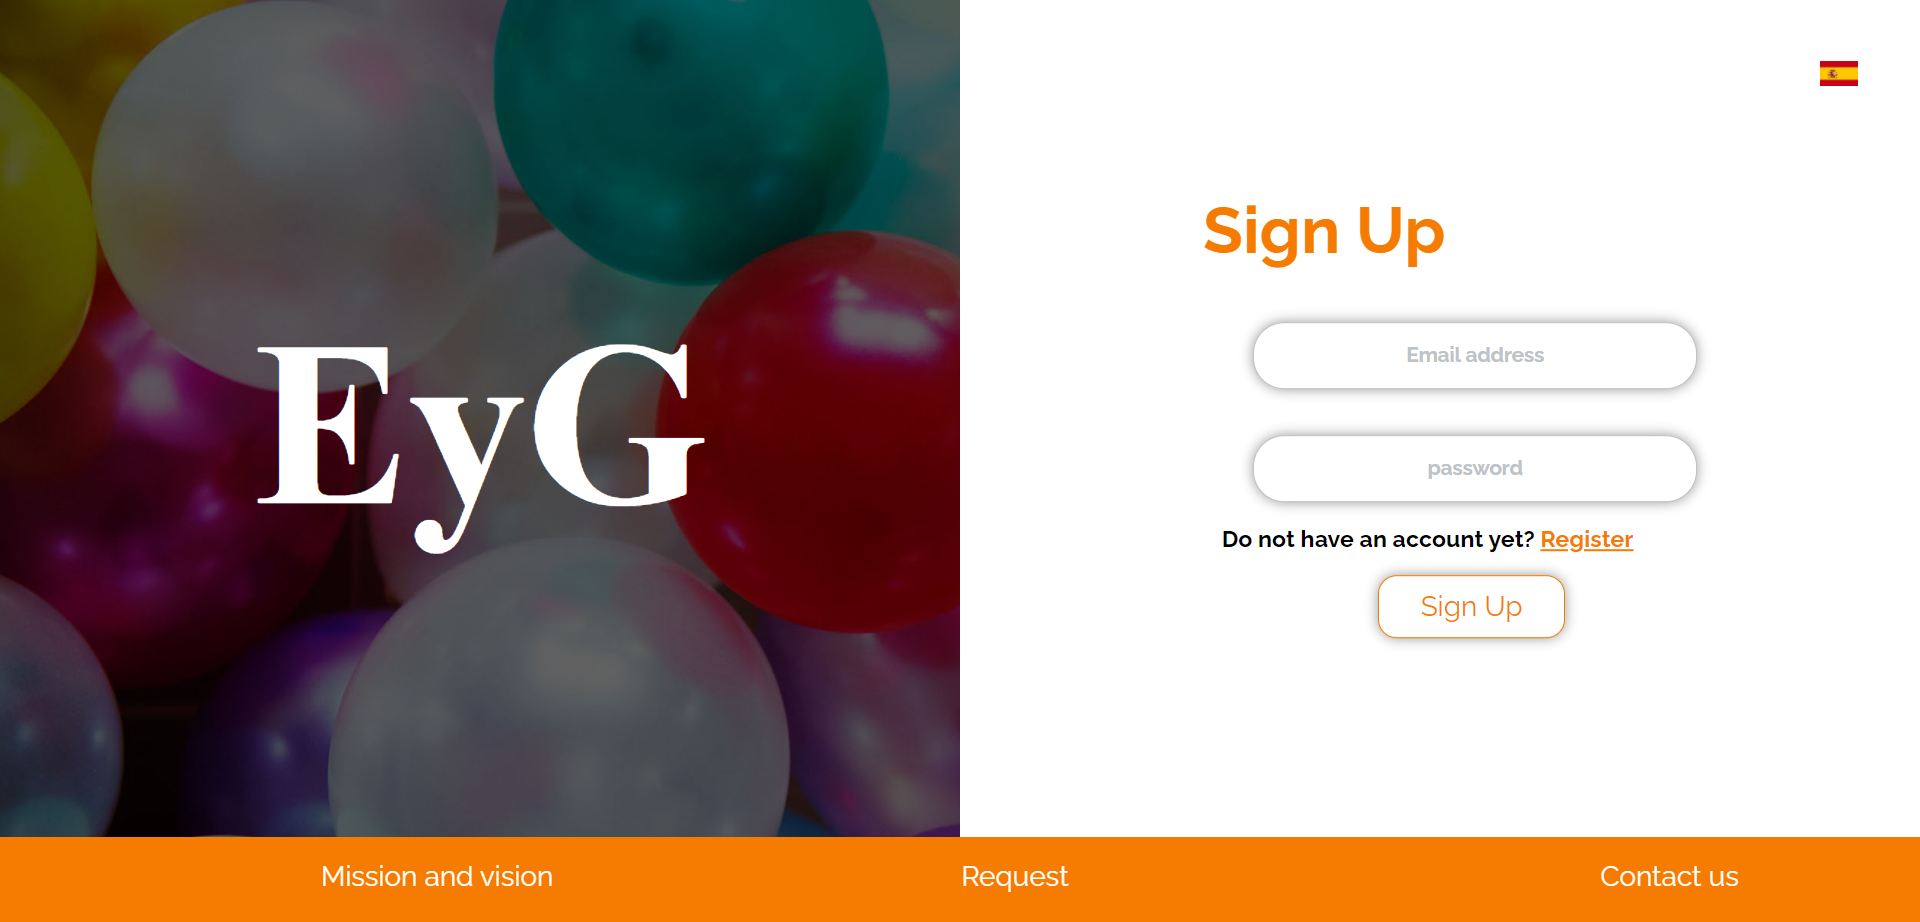 EyG
Sign Up
Email address
password
Do not have an account yet? Register
Sign Up
Mission and vision
Request
Contact us